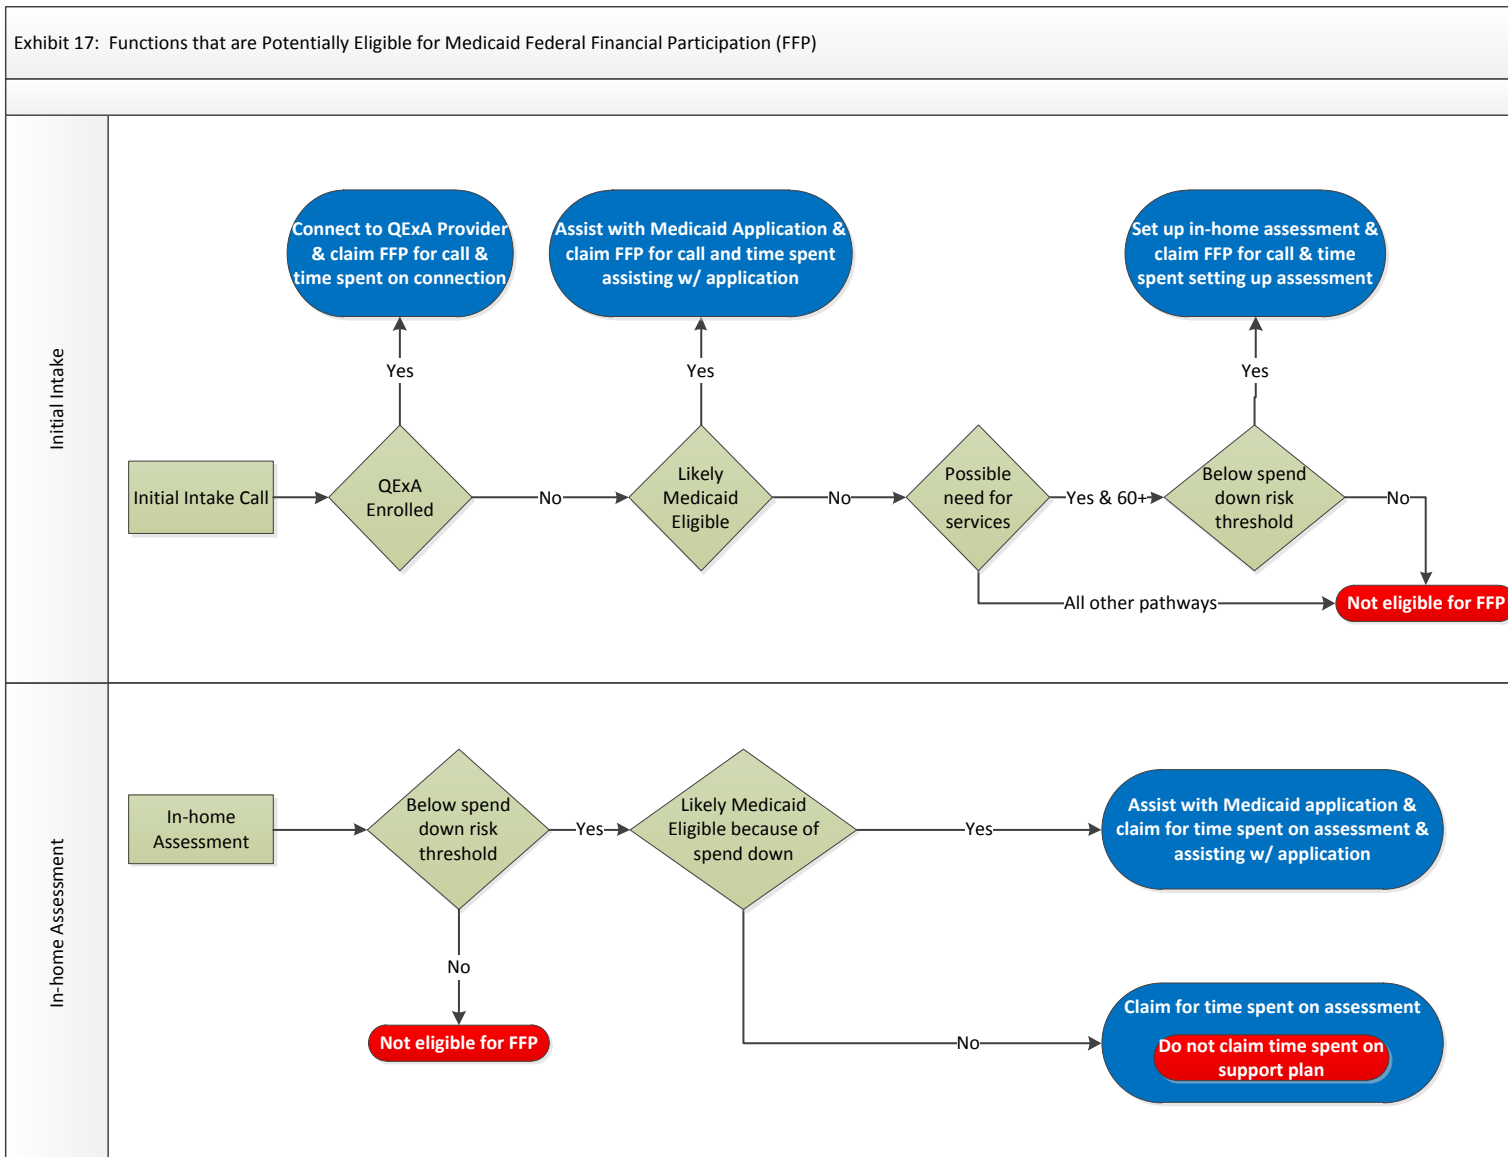 Exhibit 17:  Functions that are Potentially Eligible for Medicaid Federal Financial Participation (FFP)
Initial Intake
Connect to QExA Provider
& claim FFP for call &
time spent on connection
Assist with Medicaid Application &
claim FFP for call and time spent
assisting w/ application
Set up in-home assessment &
claim FFP for call & time
spent setting up assessment
Yes
Yes
Yes
Initial Intake Call
QExA
Enrolled
No
Likely
Medicaid
Eligible
No
Possible
need for
services
Yes & 60+
Below spend
down risk
threshold
No
All other pathways
Not eligible for FFP
In-home Assessment
In-home
Assessment
Below spend
down risk
threshold
Yes
Likely Medicaid
Eligible because of
spend down
Yes
Assist with Medicaid application &
claim for time spent on assessment &
assisting w/ application
No
Not eligible for FFP
No
Claim for time spent on assessment
Do not claim time spent on
support plan